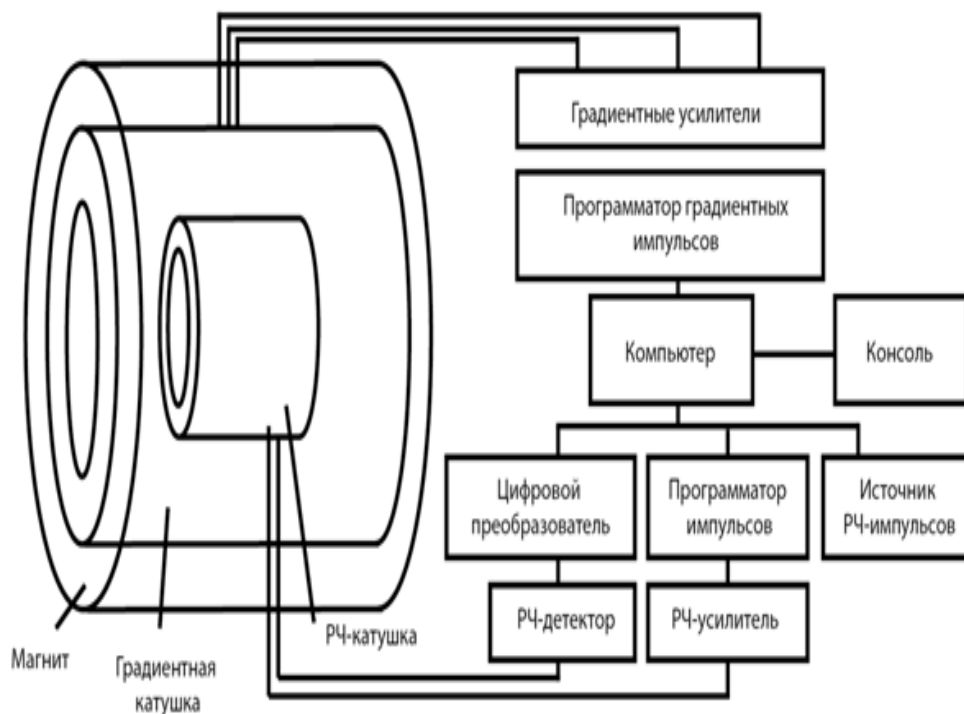 Градиентные усилители
Программатор градиентных
импульсов
Компьютер
Консоль
Цифровой
преобразователь
Программатор
импульсов
Источник
РЧ-импульсов
РЧ-детектор
РЧ-усилитель
РЧ-катушка
Магнит
Градиентная
катушка